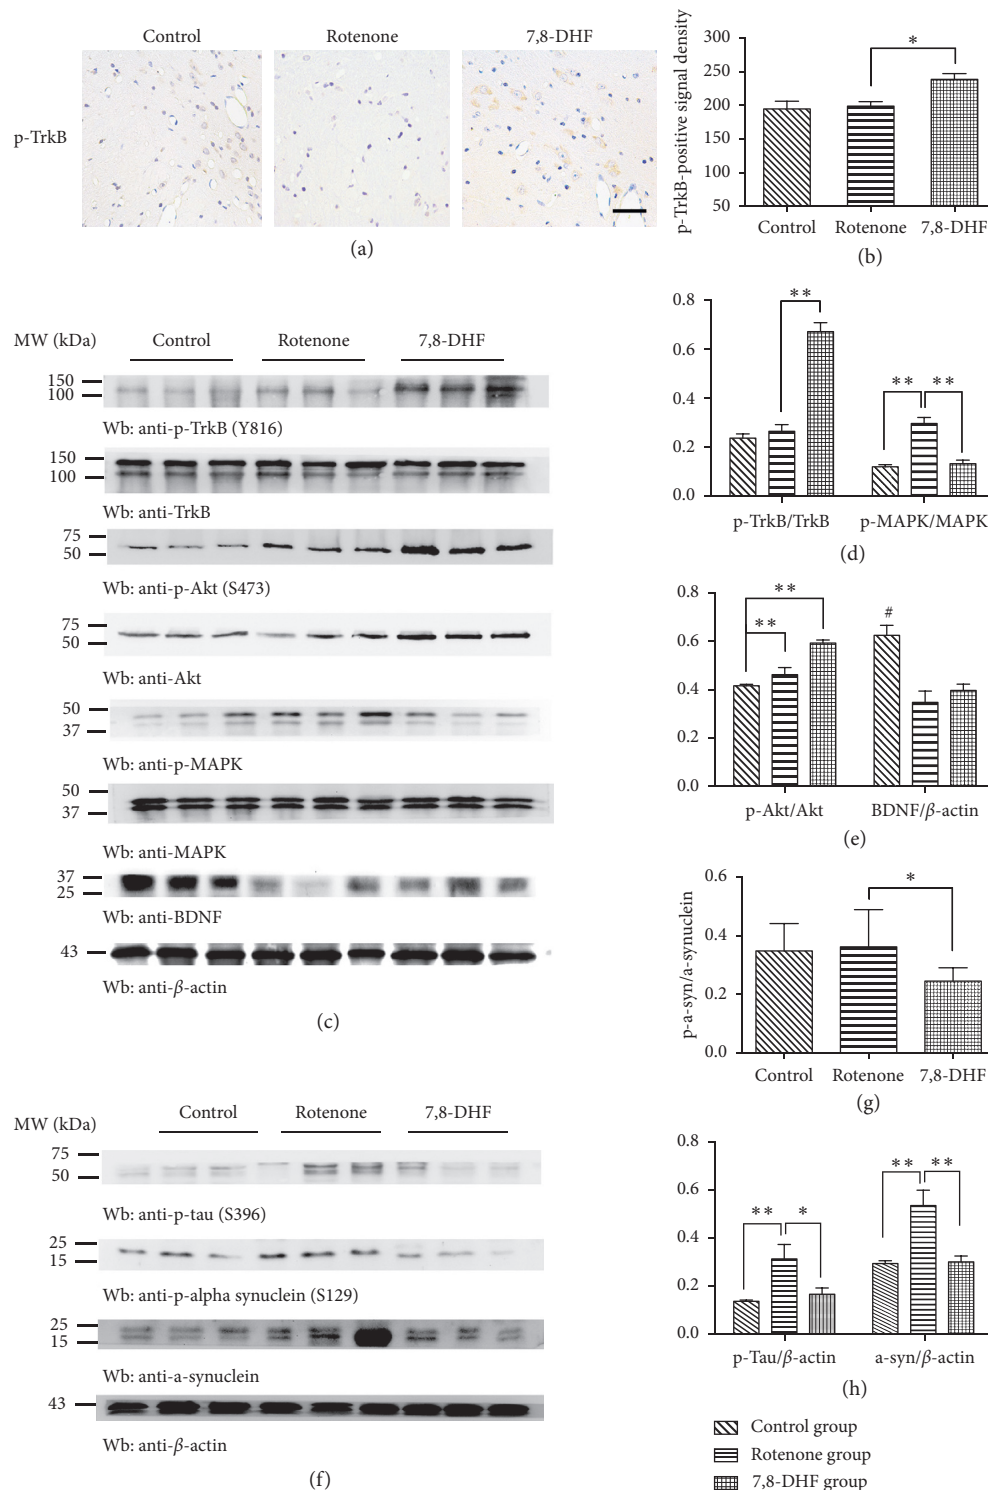 Control Rotenone 7,8-DHF
p-TrkB
(a)
p-TrkB-positive signal density
300
250
200
150
100
50
*
Control Rotenone 7,8-DHF
(b)
MW (kDa) Control Rotenone 7,8-DHF
150
100
Wb: anti-p-TrkB (Y816)
150
100
Wb: anti-TrkB
75
50
Wb: anti-p-Akt (S473)
75
50
Wb: anti-Akt
50
37
Wb: anti-p-MAPK
50
37
Wb: anti-MAPK
37
25
Wb: anti-BDNF
43
Wb: anti-β-actin
(c)
0.8
0.6
0.4
0.2
0.0
**
** **
p-TrkB/TrkB p-MAPK/MAPK
(d)
0.8
0.6
0.4
0.2
0.0
**
**
#
p-Akt/Akt BDNF/β-actin
(e)
MW (kDa) Control Rotenone 7,8-DHF
75
50
Wb: anti-p-tau (S396)
25
15
Wb: anti-p-alpha synuclein (S129)
25
15
Wb: anti-a-synuclein
43
Wb: anti-β-actin
(f)
p-a-syn/a-synuclein
0.6
0.4
0.2
0.0
*
Control Rotenone 7,8-DHF
(g)
0.8
0.6
0.4
0.2
0.0
** *
** **
p-Tau/β-actin a-syn/β-actin
(h)
Control group
Rotenone group
7,8-DHF group